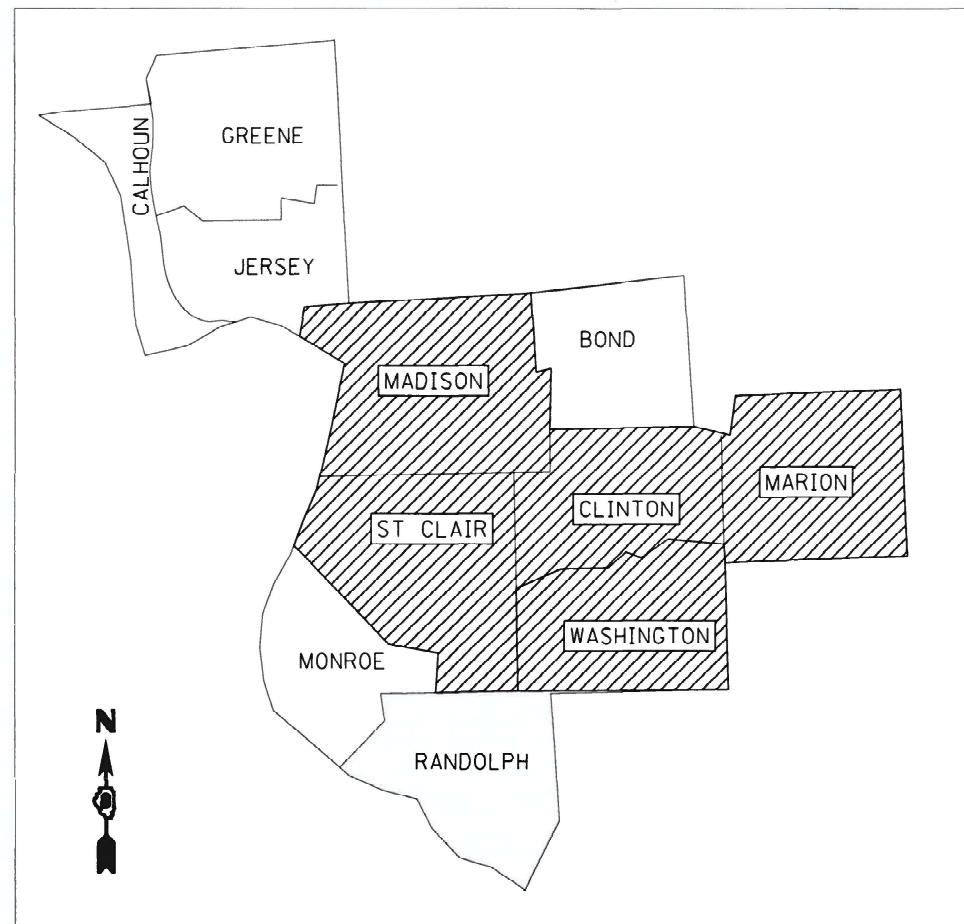 GREENE
CALHOUN
JERSEY
BOND
MADISON
MARION
CLINTON
ST CLAIR
WASHINGTON
MONROE
N
RANDOLPH